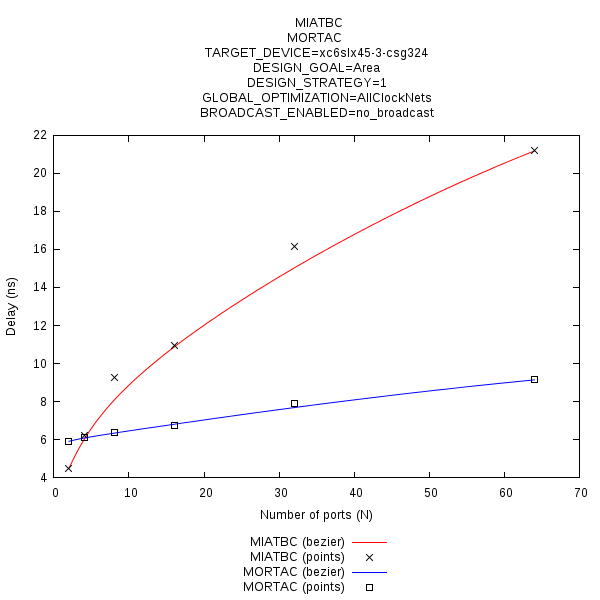 MIATBC
MORTAC
TARGET_DEVICE=xc6slx45-3-csg324
DESIGN_GOAL=Area
DESIGN_STRATEGY=1
GLOBAL_OPTIMIZATION=AllClockNets
BROADCAST_ENABLED=no_broadcast
22
20
18
16
14
12
10
8
6
4
Delay (ns)
0 10 20 30 40 50 60 70
Number of ports (N)
MIATBC (bezier)
MIATBC (points)
MORTAC (bezier)
MORTAC (points)